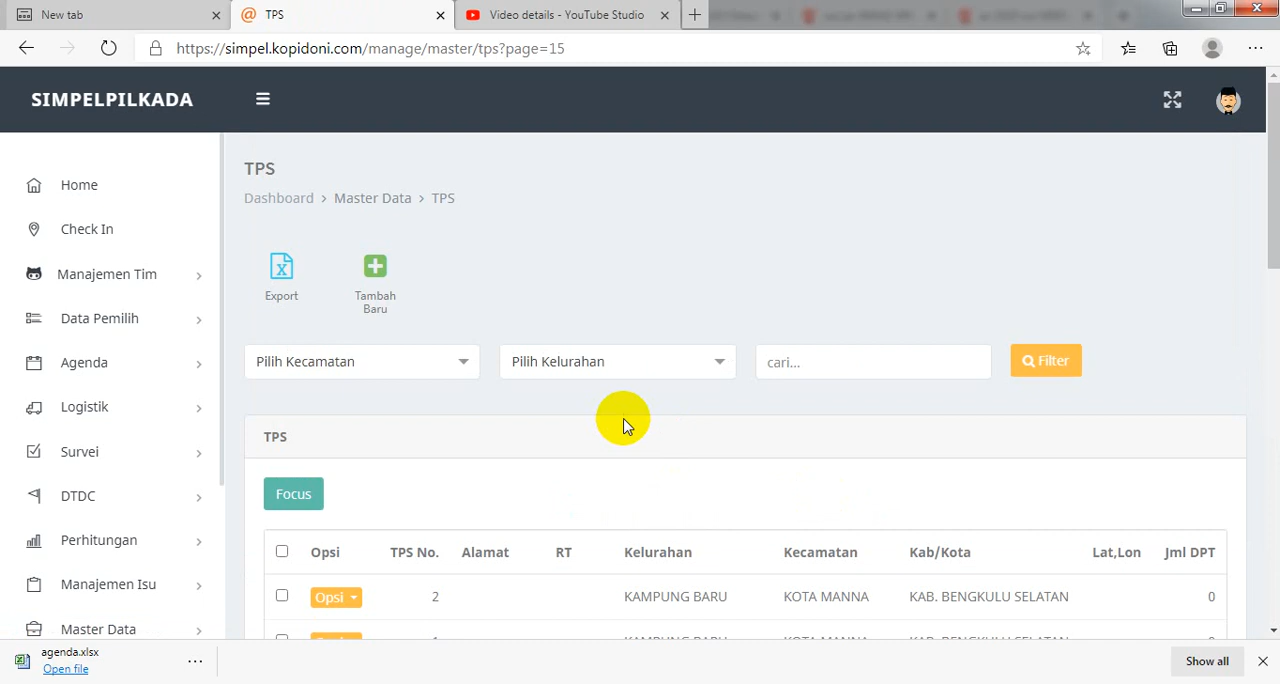 New tab
TPS
Video details - YouTube Studio
https://simpel.kopidoni.com/manage/master/tps?page=15
SIMPELPILKADA
Home
Check In
Manajemen Tim
Data Pemilih
Agenda
Logistik
Survei
DTDC
Perhitungan
Manajemen Isu
Master Data
TPS
Dashboard > Master Data > TPS
Export
Tambah
Baru
Pilih Kecamatan
Pilih Kelurahan
cari...
Filter
TPS
Focus
Opsi TPS No. Alamat RT Kelurahan Kecamatan Kab/Kota Lat,Lon Jml DPT
Opsi 2 KAMPUNG BARU KOTA MANNA KAB. BENGKULU SELATAN 0
agenda.xlsx
Open file
Show all